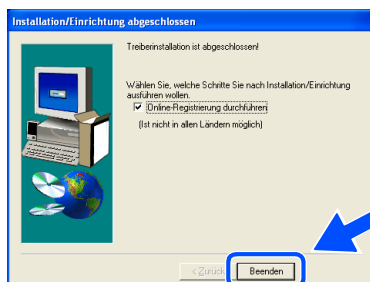 Installation/Einrichtung abgeschlossen
Treiberinstallation ist abgeschlossen!
Wählen Sie, welche Schritte Sie nach Installation/Einrichtung
ausführen wollen.
Online-Registrierung durchführen
(Ist nicht in allen Ländern möglich)
< Zurück
Beenden